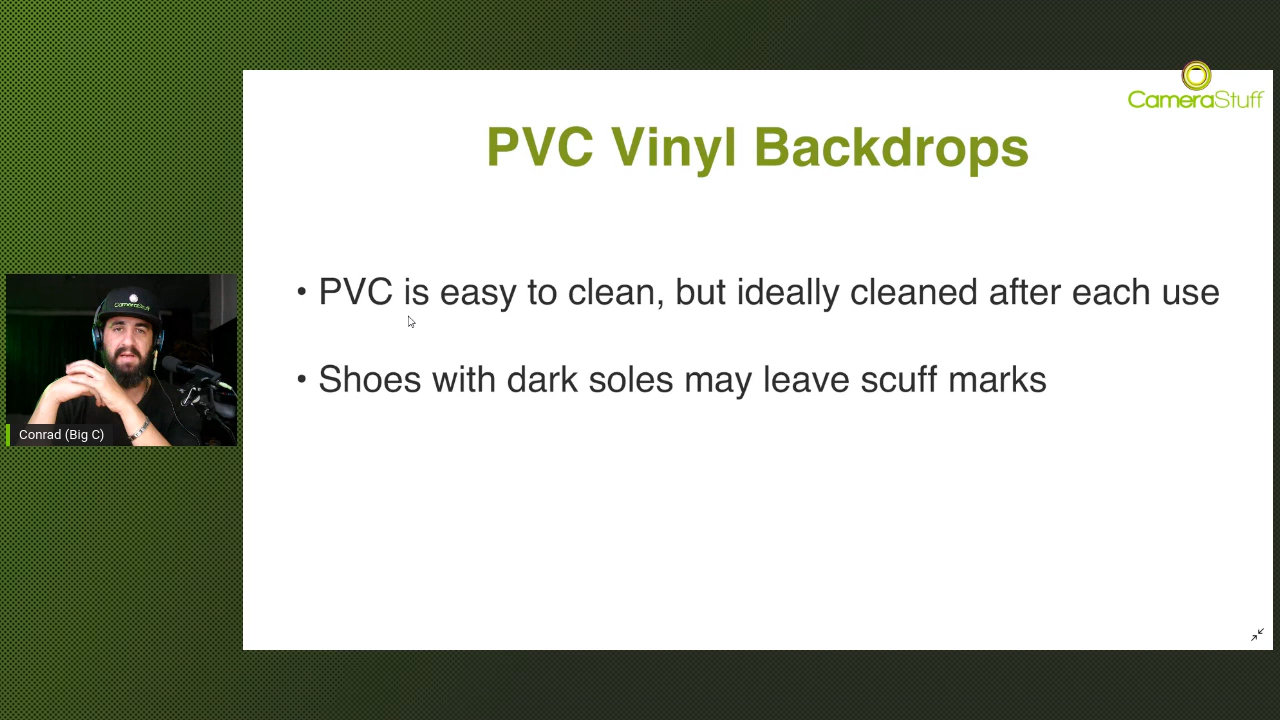 CameraStuff
PVC Vinyl Backdrops
• PVC is easy to clean, but ideally cleaned after each use
• Shoes with dark soles may leave scuff marks
CameraStuff
Conrad (Big C)